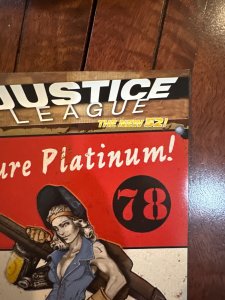 JUSTICE
LEAGUE
THE NEW 52!
ure Platinum!
78